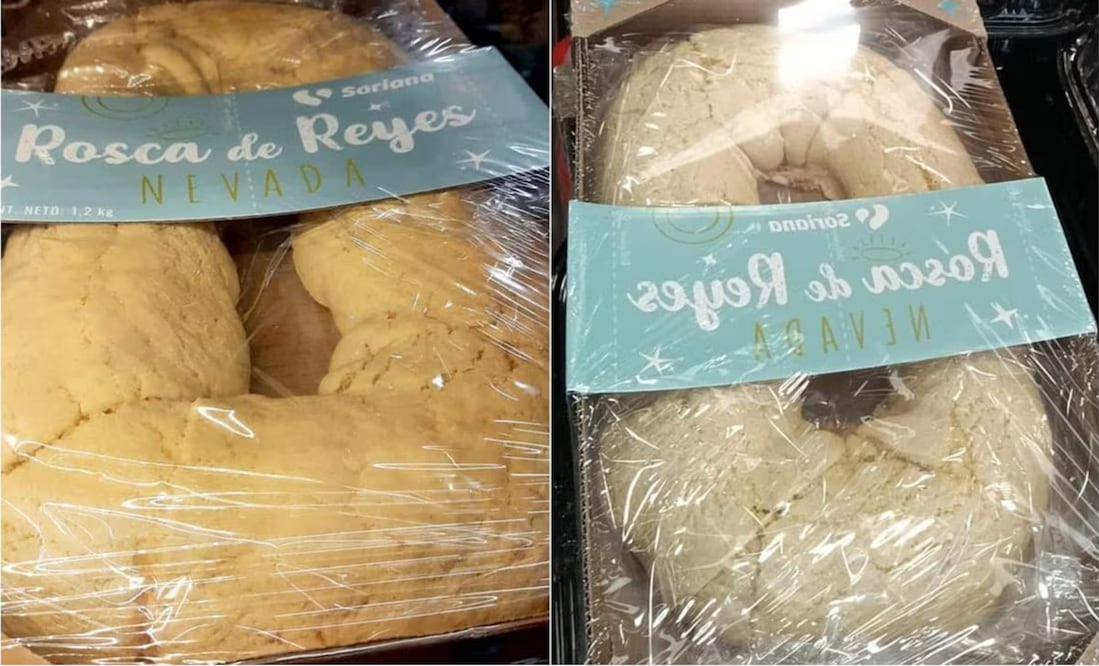 Soriana
Rosca de Reyes
NEVADA
NT. NETO: 1,2 kg
Soriana
Rosca de Reyes
NEVADA